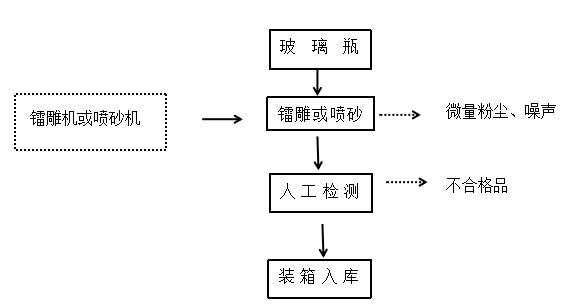 玻璃瓶
镭雕机或喷砂机
镭雕或喷砂
微量粉尘、噪声
人工检测
不合格品
装箱入库